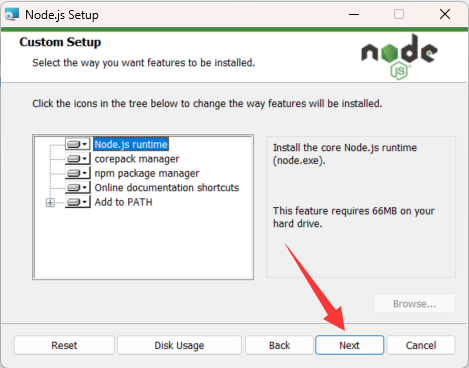 Node.js Setup
Custom Setup
Select the way you want features to be installed.
node
JS
Click the icons in the tree below to change the way features will be installed.
Node.js runtime
corepack manager
npm package manager
Online documentation shortcuts
Add to PATH
Install the core Node.js runtime
(node.exe).
This feature requires 66MB on your
hard drive.
Browse...
Reset
Disk Usage
Back
Next
Cancel